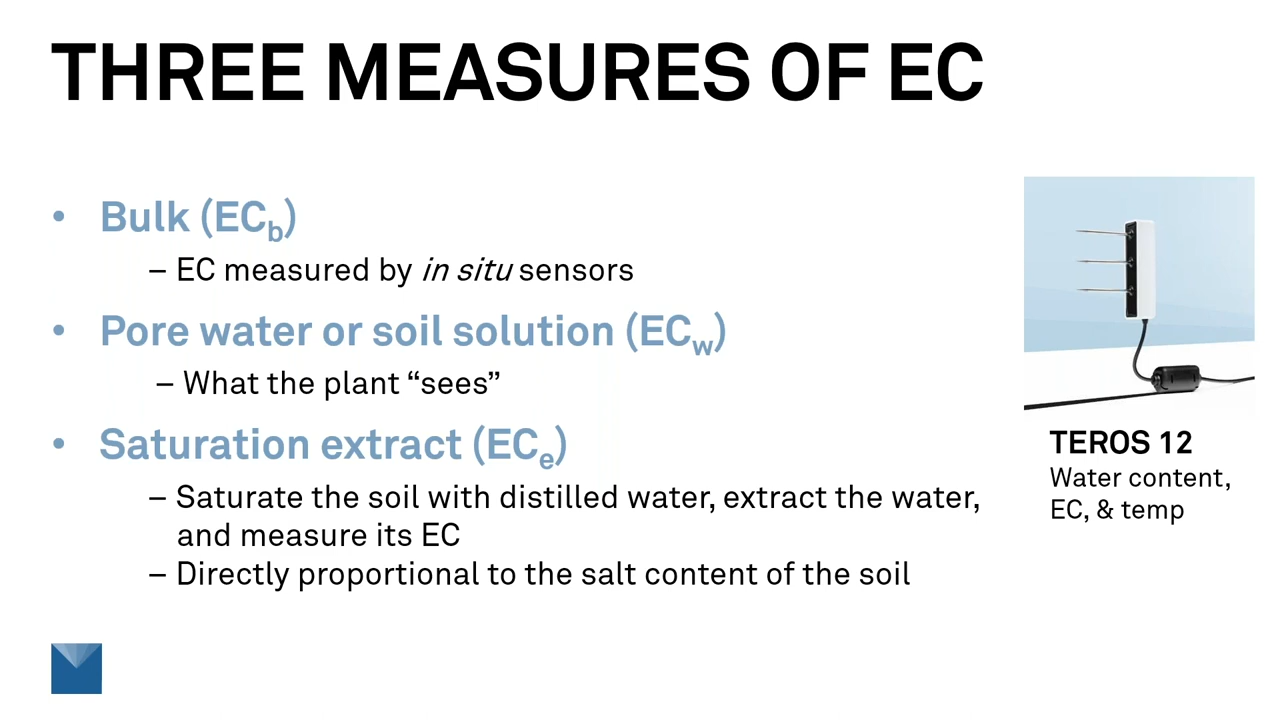 THREE MEASURES OF EC
• Bulk (ECb)
– EC measured by in situ sensors
• Pore water or soil solution (ECw)
– What the plant “sees”
• Saturation extract (ECe)
– Saturate the soil with distilled water, extract the water,
and measure its EC
– Directly proportional to the salt content of the soil
TEROS 12
Water content,
EC, & temp